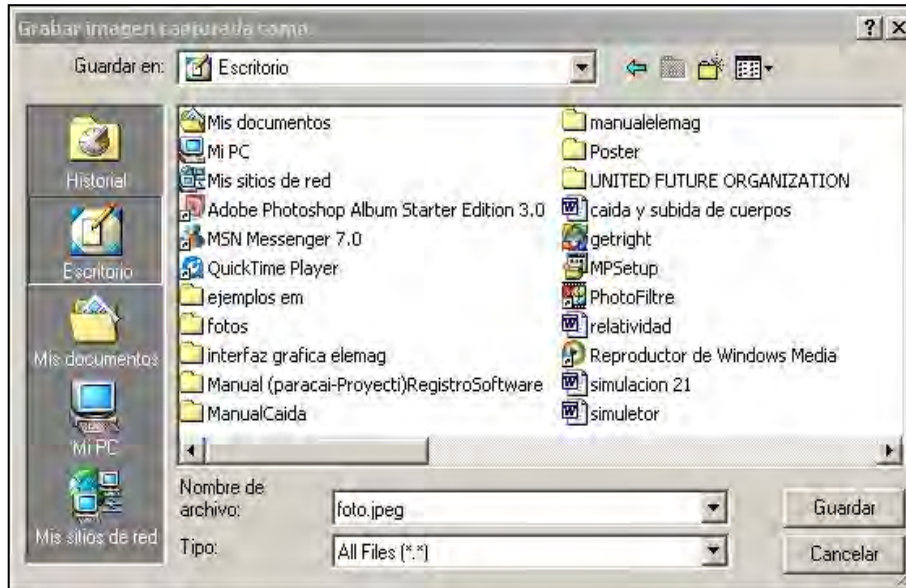 Grabar imagen capturada como
Guardar en: Escritorio
Historial
Escritorio
Mis documentos
Mi PC
Mis sitios de red
Mis documentos
Mi PC
Mis sitios de red
Adobe Photoshop Album Starter Edition 3.0
MSN Messenger 7.0
QuickTime Player
ejemplos em
fotos
interfaz grafica elemag
Manual (paracai-Proyecti)RegistroSoftware
ManualCaida
manualelemag
Poster
UNITED FUTURE ORGANIZATION
caida y subida de cuerpos
getright
MPSetup
PhotoFiltre
relatividad
Reproductor de Windows Media
simulacion 21
simuletor
Nombre de
archivo: foto.jpeg Guardar
Tipo: All Files (*.*) Cancelar